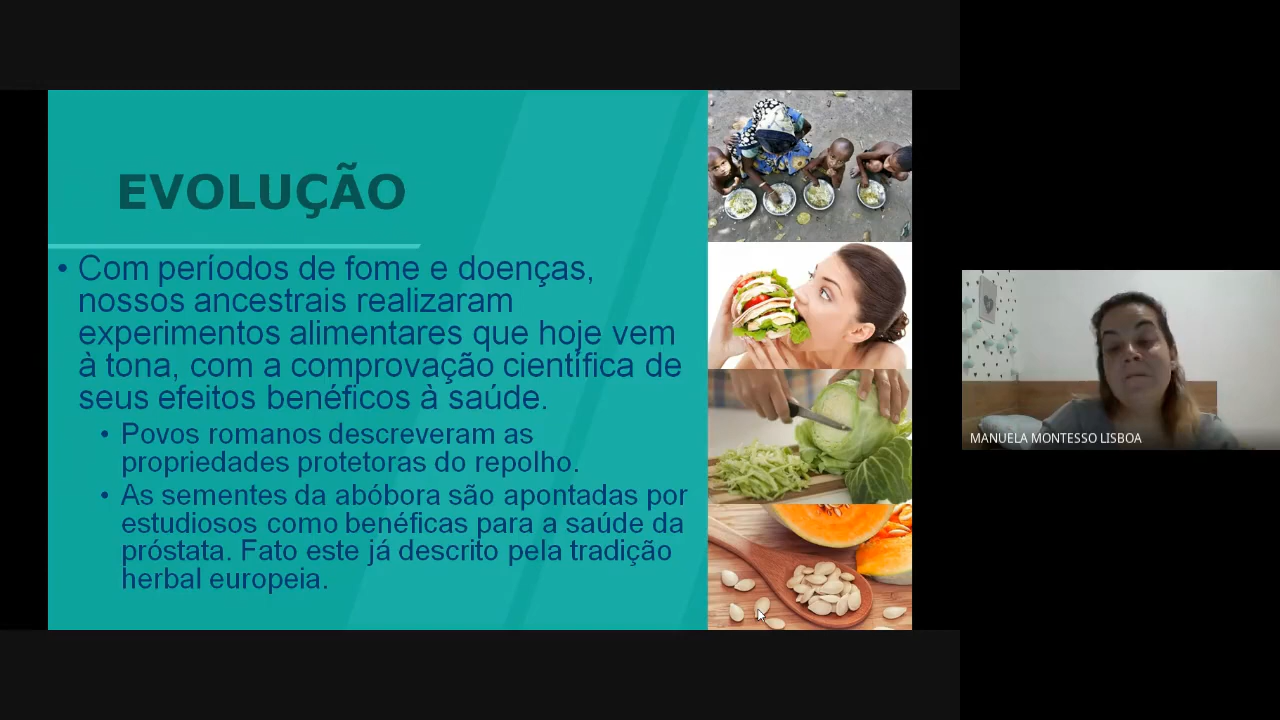 EVOLUÇÃO
• Com períodos de fome e doenças,
nossos ancestrais realizaram
experimentos alimentares que hoje vem
à tona, com a comprovação científica de
seus efeitos benéficos à saúde.
• Povos romanos descreveram as
propriedades protetoras do repolho.
• As sementes da abóbora são apontadas por
estudiosos como benéficas para a saúde da
próstata. Fato este já descrito pela tradição
herbal europeia.
MANUELA MONTESSO LISBOA